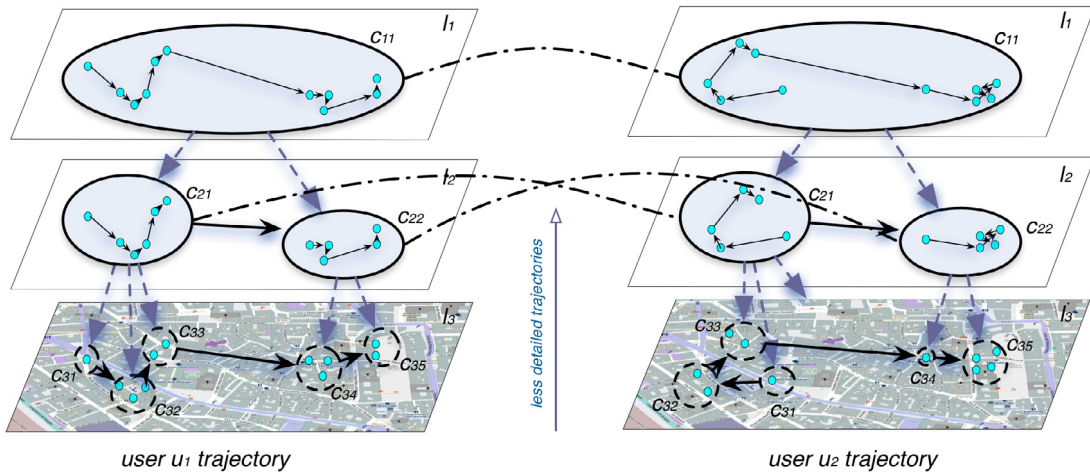 l1
c11
l2
c21
c22
l3
c33
c35
c31
c34
c32
user u1 trajectory
less detailed trajectories
l1
c11
l2
c21
c22
l3
c33
c35
c34
c32
c31
user u2 trajectory